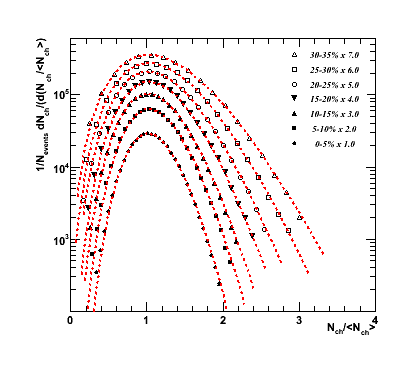 1/N_events dN_ch/(d(N_ch/<N_ch>)
10^5
10^4
10^3
30-35% x 7.0
25-30% x 6.0
20-25% x 5.0
15-20% x 4.0
10-15% x 3.0
5-10% x 2.0
0-5% x 1.0
0 1 2 3 4
N_ch/<N_ch>